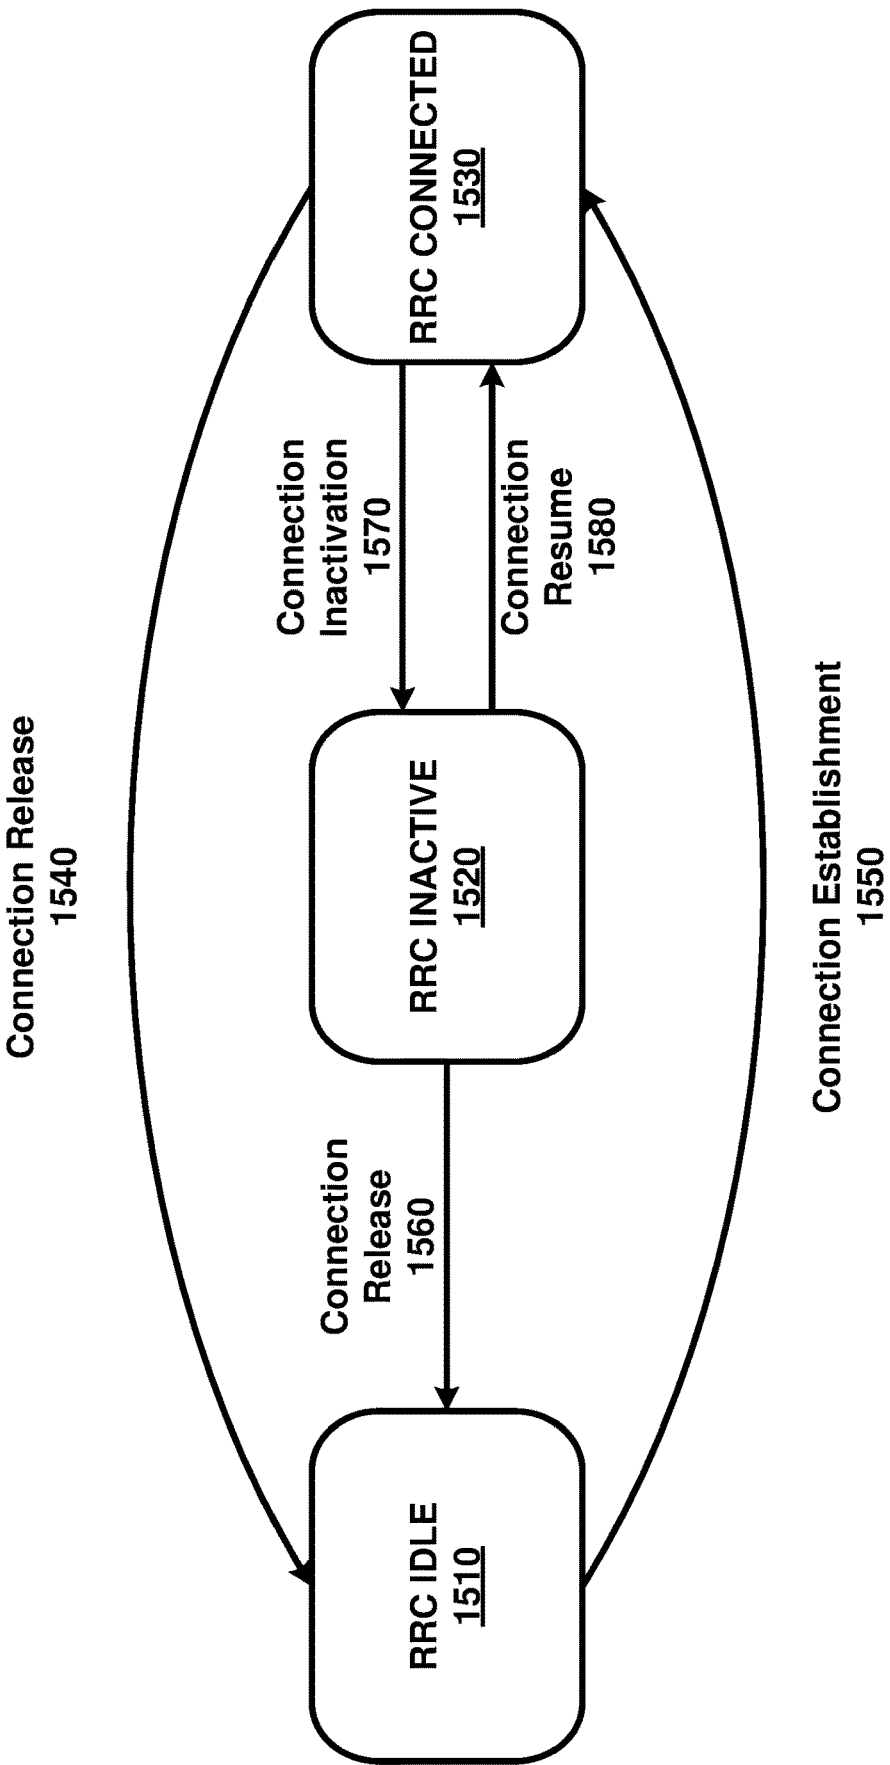 Connection Release
1540
RRC IDLE
1510
Connection
Release
1560
RRC INACTIVE
1520
Connection
Inactivation
1570
Connection
Resume
1580
RRC CONNECTED
1530
Connection Establishment
1550